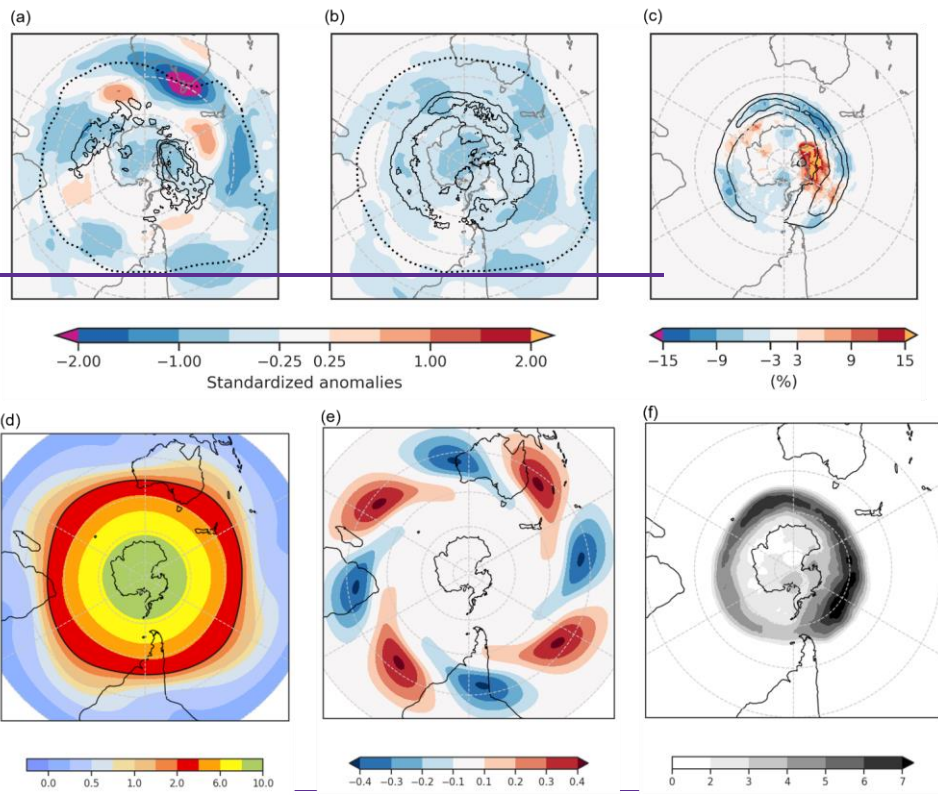 (a)
(b)
(c)
−2.00 −1.00 −0.25 0.25 1.00 2.00
Standardized anomalies
−15 −9 −3 3 9 15
(%)
(d)
(e)
(f)
0.0 0.5 1.0 2.0 6.0 10.0
−0.4 −0.3 −0.2 −0.1 0.1 0.2 0.3 0.4
0 2 3 4 5 6 7